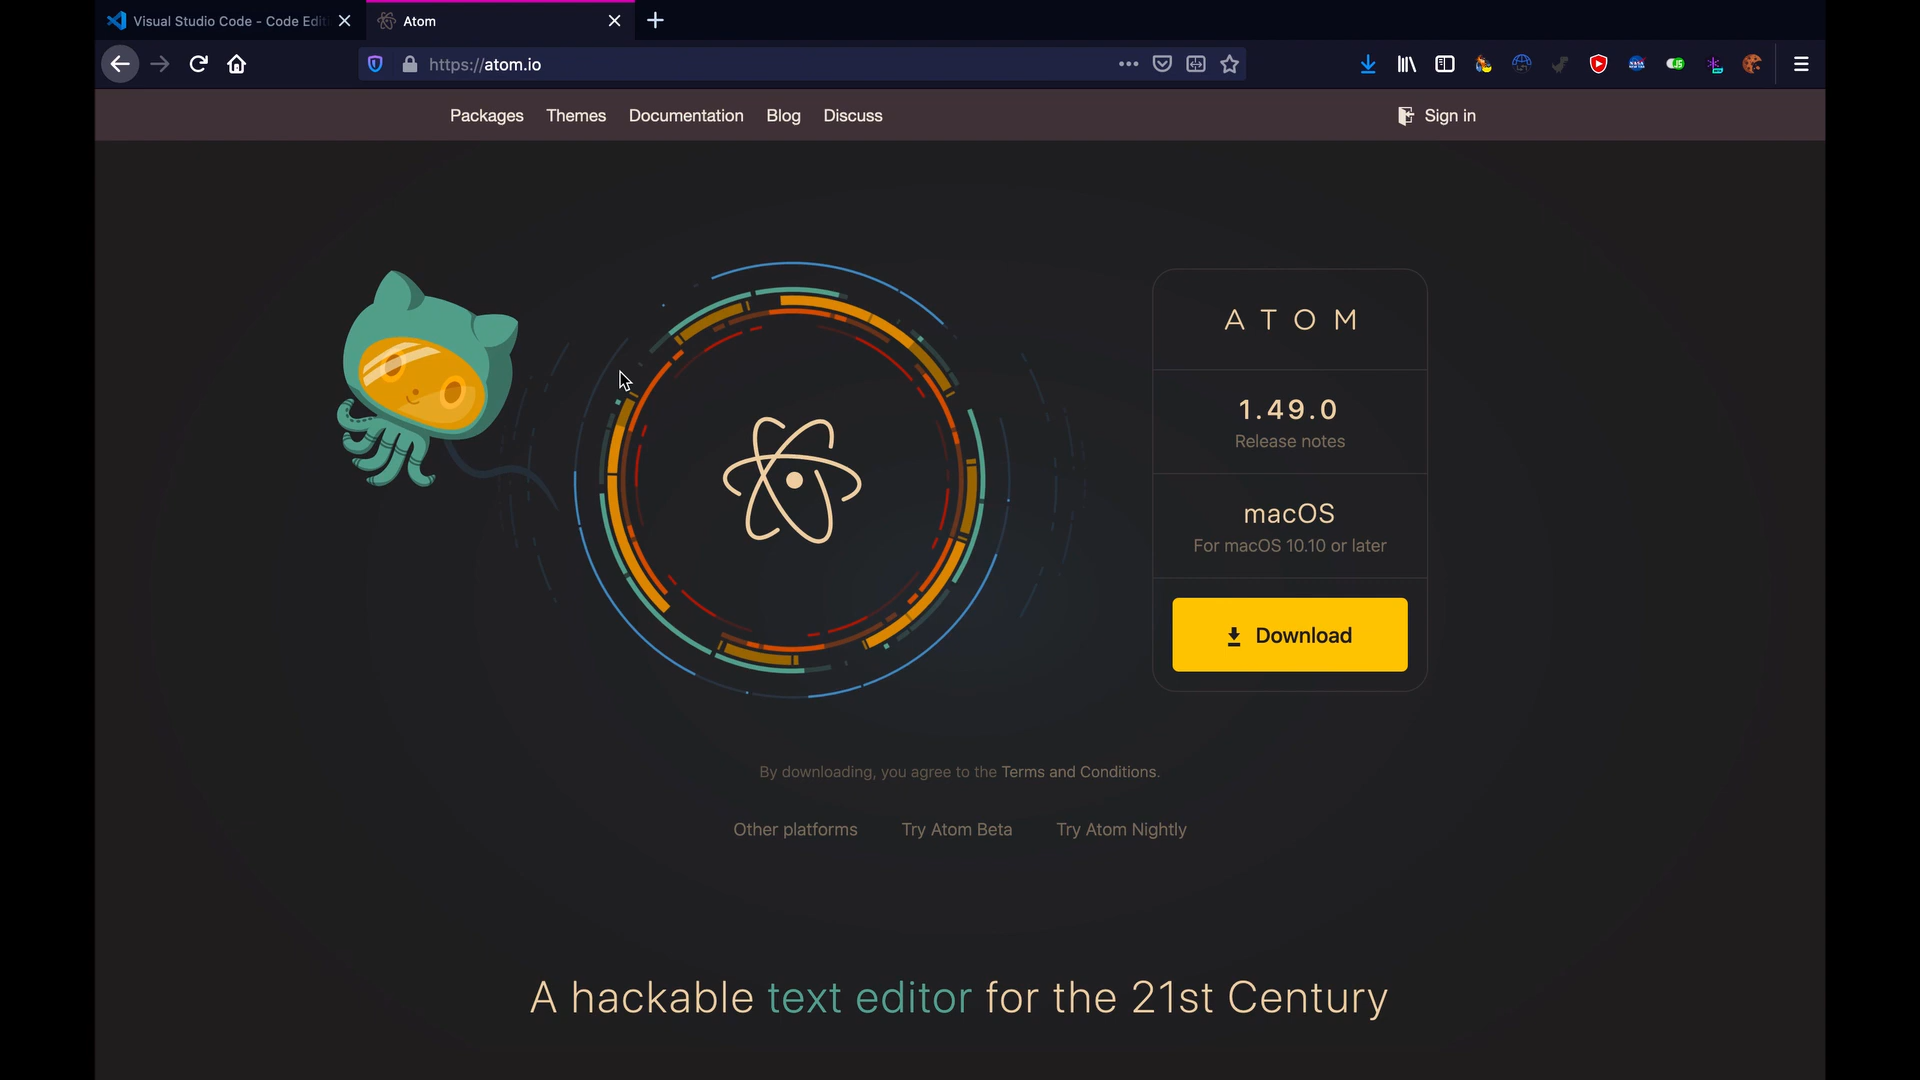 Visual Studio Code - Code Edit
Atom
https://atom.io
Packages Themes Documentation Blog Discuss Sign in
ATOM
1.49.0
Release notes
macOS
For macOS 10.10 or later
Download
By downloading, you agree to the Terms and Conditions.
Other platforms Try Atom Beta Try Atom Nightly
A hackable text editor for the 21st Century